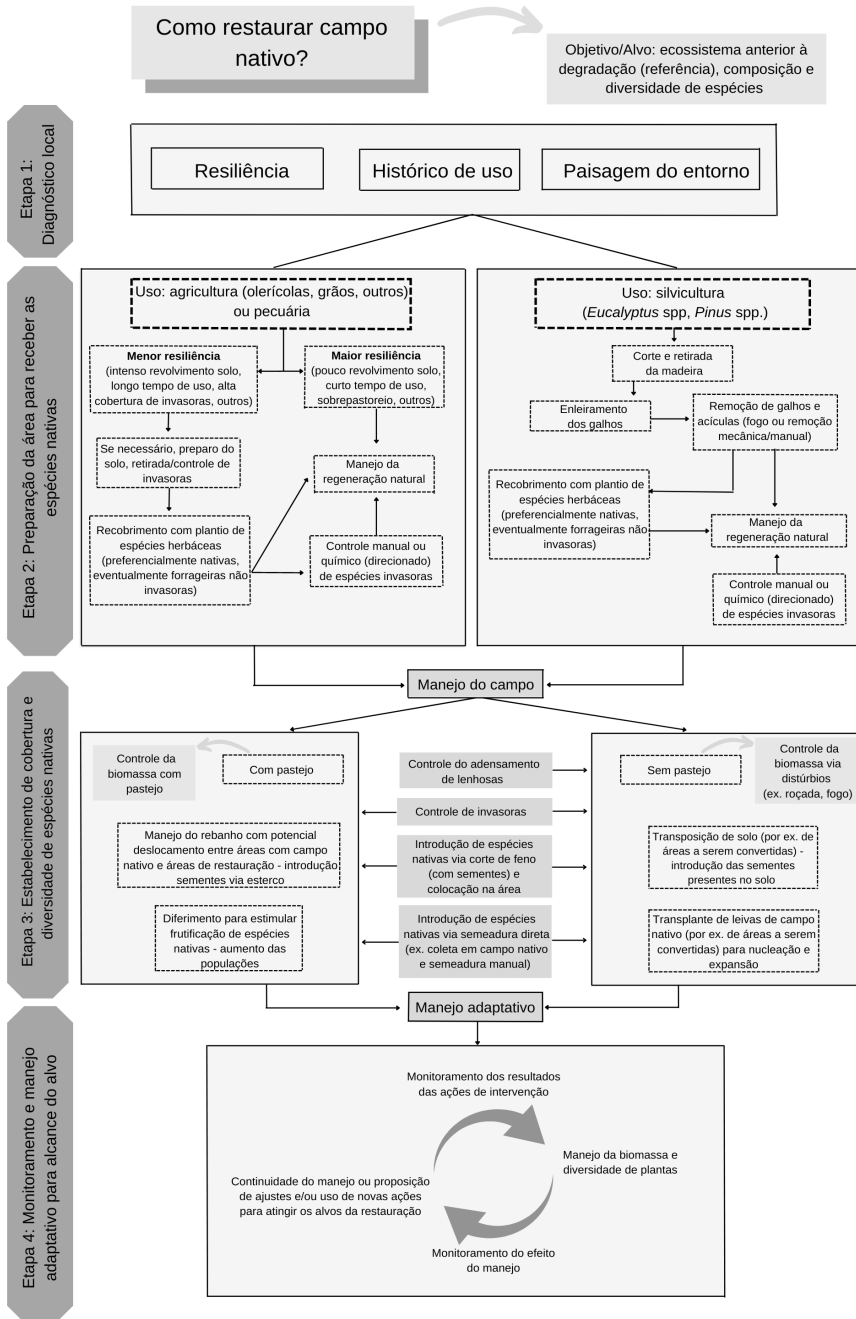 Como restaurar campo
nativo?
Objetivo/Alvo: ecossistema anterior à
degradação (referência), composição e
diversidade de espécies
Etapa 1:
Diagnóstico local
Resiliência
Histórico de uso
Paisagem do entorno
Etapa 2: Preparação da área para receber as
espécies nativas
Uso: agricultura (olerícolas, grãos, outros)
ou pecuária
Menor resiliência
(intenso revolvimento solo,
longo tempo de uso, alta
cobertura de invasoras, outros)
Maior resiliência
(pouco revolvimento solo,
curto tempo de uso,
sobrepastoreio, outros)
Se necessário, preparo do
solo, retirada/controle de
invasoras
Manejo da
regeneração natural
Recobrimento com plantio de
espécies herbáceas
(preferencialmente nativas,
eventualmente forrageiras não
invasoras)
Controle manual ou
químico (direcionado)
de espécies invasoras
Uso: silvicultura
(Eucalyptus spp, Pinus spp.)
Corte e retirada
da madeira
Enleiramento
dos galhos
Remoção de galhos e
acículas (fogo ou remoção
mecânica/manual)
Recobrimento com plantio de
espécies herbáceas
(preferencialmente nativas,
eventualmente forrageiras não
invasoras)
Manejo da
regeneração natural
Controle manual ou
químico (direcionado)
de espécies invasoras
Manejo do campo
Etapa 3: Estabelecimento de cobertura e
diversidade de espécies nativas
Controle da
biomassa com
pastejo
Com pastejo
Manejo do rebanho com potencial
deslocamento entre áreas com campo
nativo e áreas de restauração - introdução
sementes via esterco
Diferimento para estimular
frutificação de espécies
nativas - aumento das
populações
Controle do adensamento
de lenhosas
Controle de invasoras
Introdução de espécies
nativas via corte de feno
(com sementes) e
colocação na área
Introdução de espécies
nativas via semeadura direta
(ex. coleta em campo nativo
e semeadura manual)
Sem pastejo
Controle da
biomassa via
distúrbios
(ex. roçada, fogo)
Transposição de solo (por ex. de
áreas a serem convertidas) -
introdução das sementes
presentes no solo
Transplante de leivas de campo
nativo (por ex. de áreas a serem
convertidas) para nucleação e
expansão
Manejo adaptativo
Etapa 4: Monitoramento e manejo
adaptativo para alcance do alvo
Monitoramento dos resultados
das ações de intervenção
Manejo da biomassa e
diversidade de plantas
Continuidade do manejo ou proposição
de ajustes e/ou uso de novas ações
para atingir os alvos da restauração
Monitoramento do efeito
do manejo